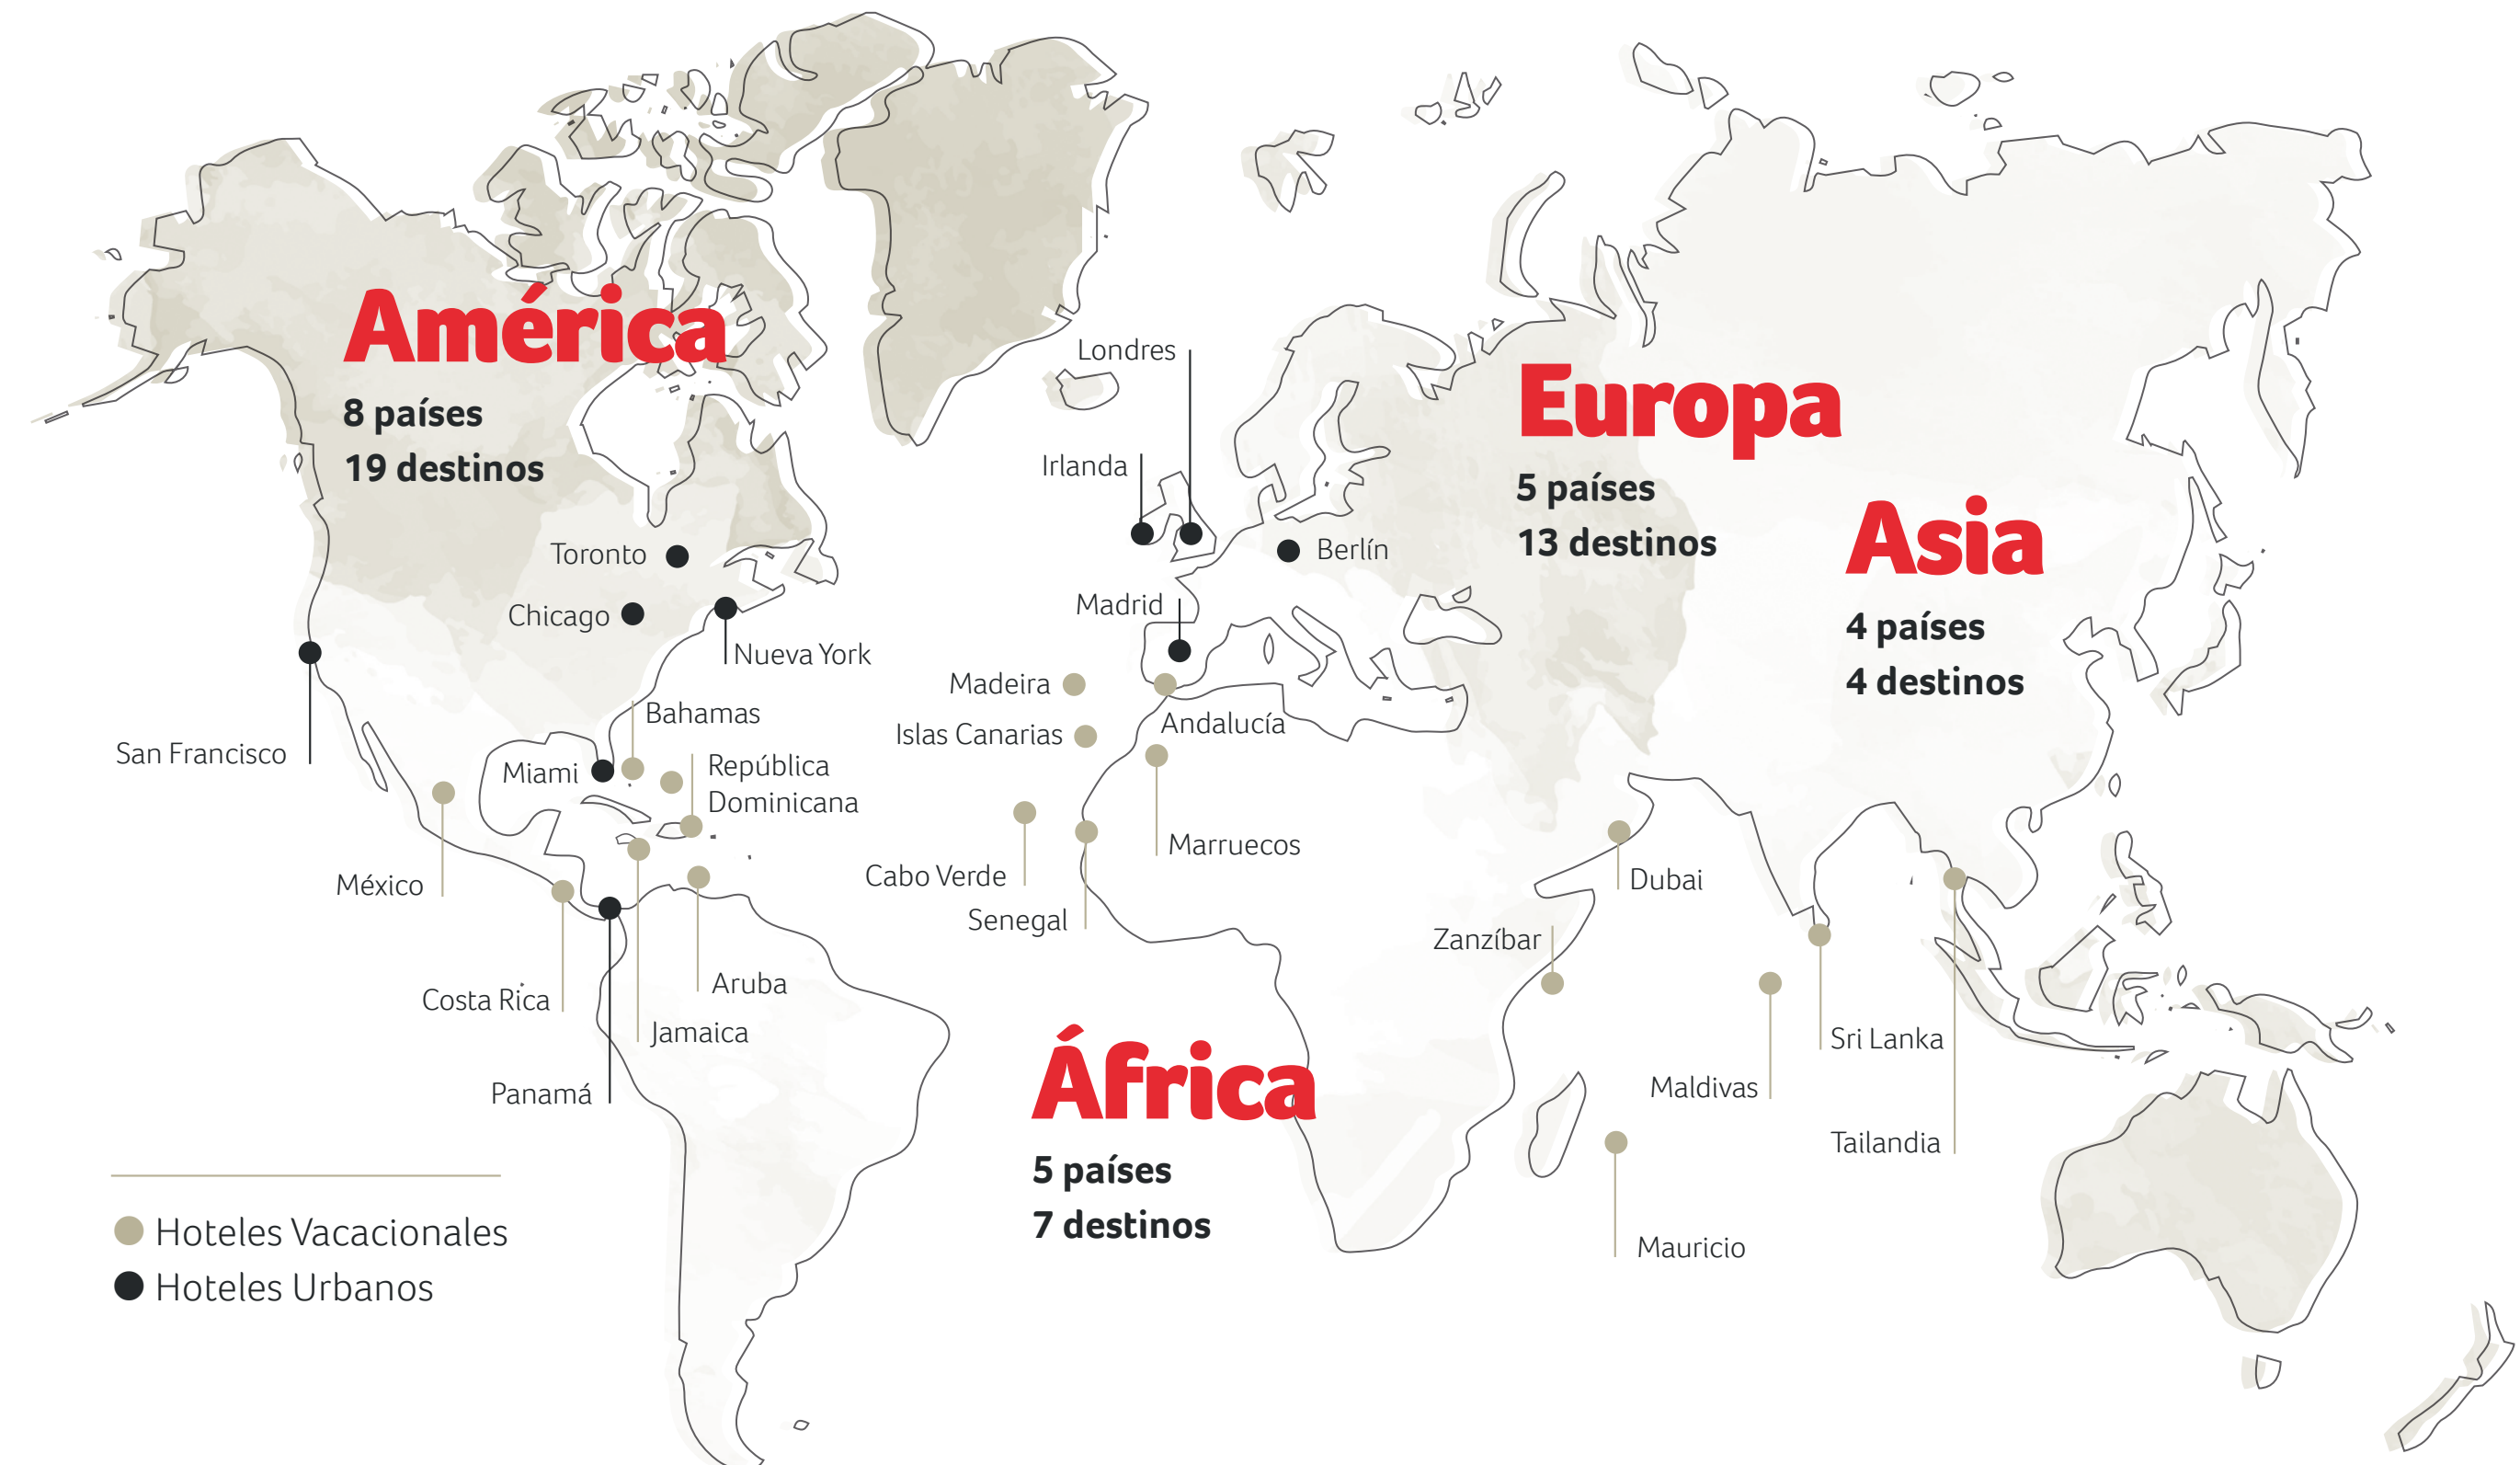 América
8 países
19 destinos
Londres
Europa
5 países
13 destinos
Irlanda
Asia
4 países
4 destinos
Toronto
Berlín
Chicago
Madrid
Nueva York
Madeira
Bahamas
Andalucía
Islas Canarias
San Francisco
Miami
República
Dominicana
Marruecos
México
Cabo Verde
Dubai
Senegal
Zanzíbar
Aruba
Costa Rica
Jamaica
Sri Lanka
Panamá
África
5 países
7 destinos
Maldivas
Tailandia
Mauricio
Hoteles Vacacionales
Hoteles Urbanos